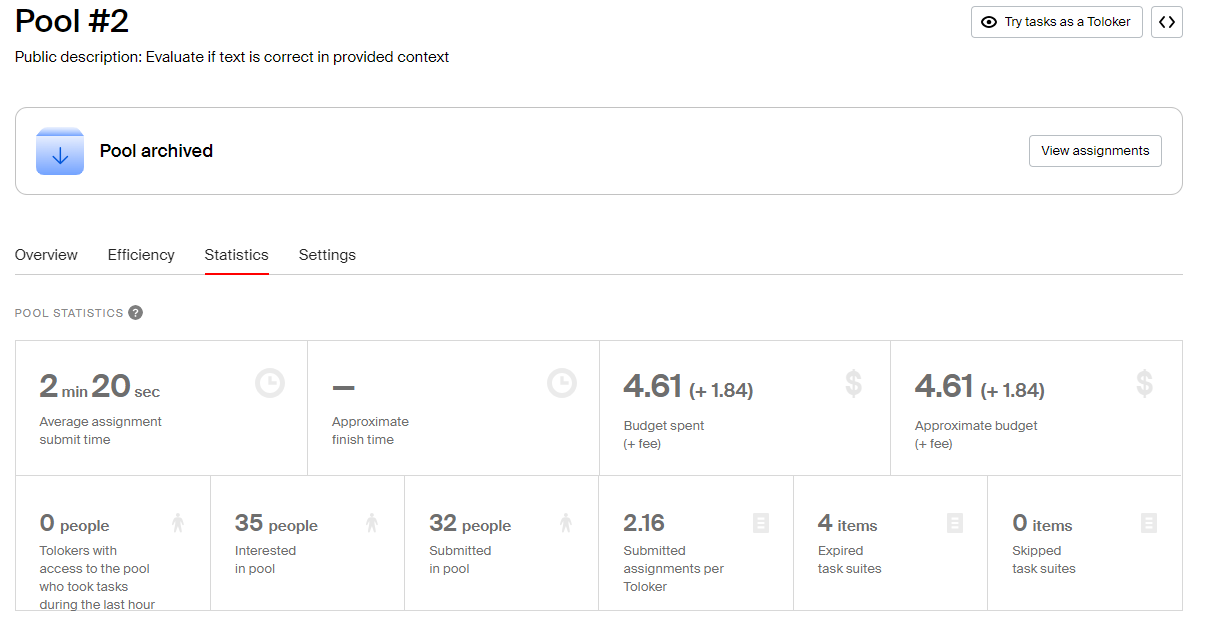 Pool #2
Try tasks as a Toloker
<>
Public description: Evaluate if text is correct in provided context
Pool archived
View assignments
Overview
Efficiency
Statistics
Settings
POOL STATISTICS ?
2 min 20 sec
Average assignment
submit time
—
Approximate
finish time
4.61 (+ 1.84)
$
Budget spent
(+ fee)
4.61 (+ 1.84)
$
Approximate budget
(+ fee)
0 people
Tolokers with
access to the pool
who took tasks
during the last hour
35 people
Interested
in pool
32 people
Submitted
in pool
2.16
Submitted
assignments per
Toloker
4 items
Expired
task suites
0 items
Skipped
task suites